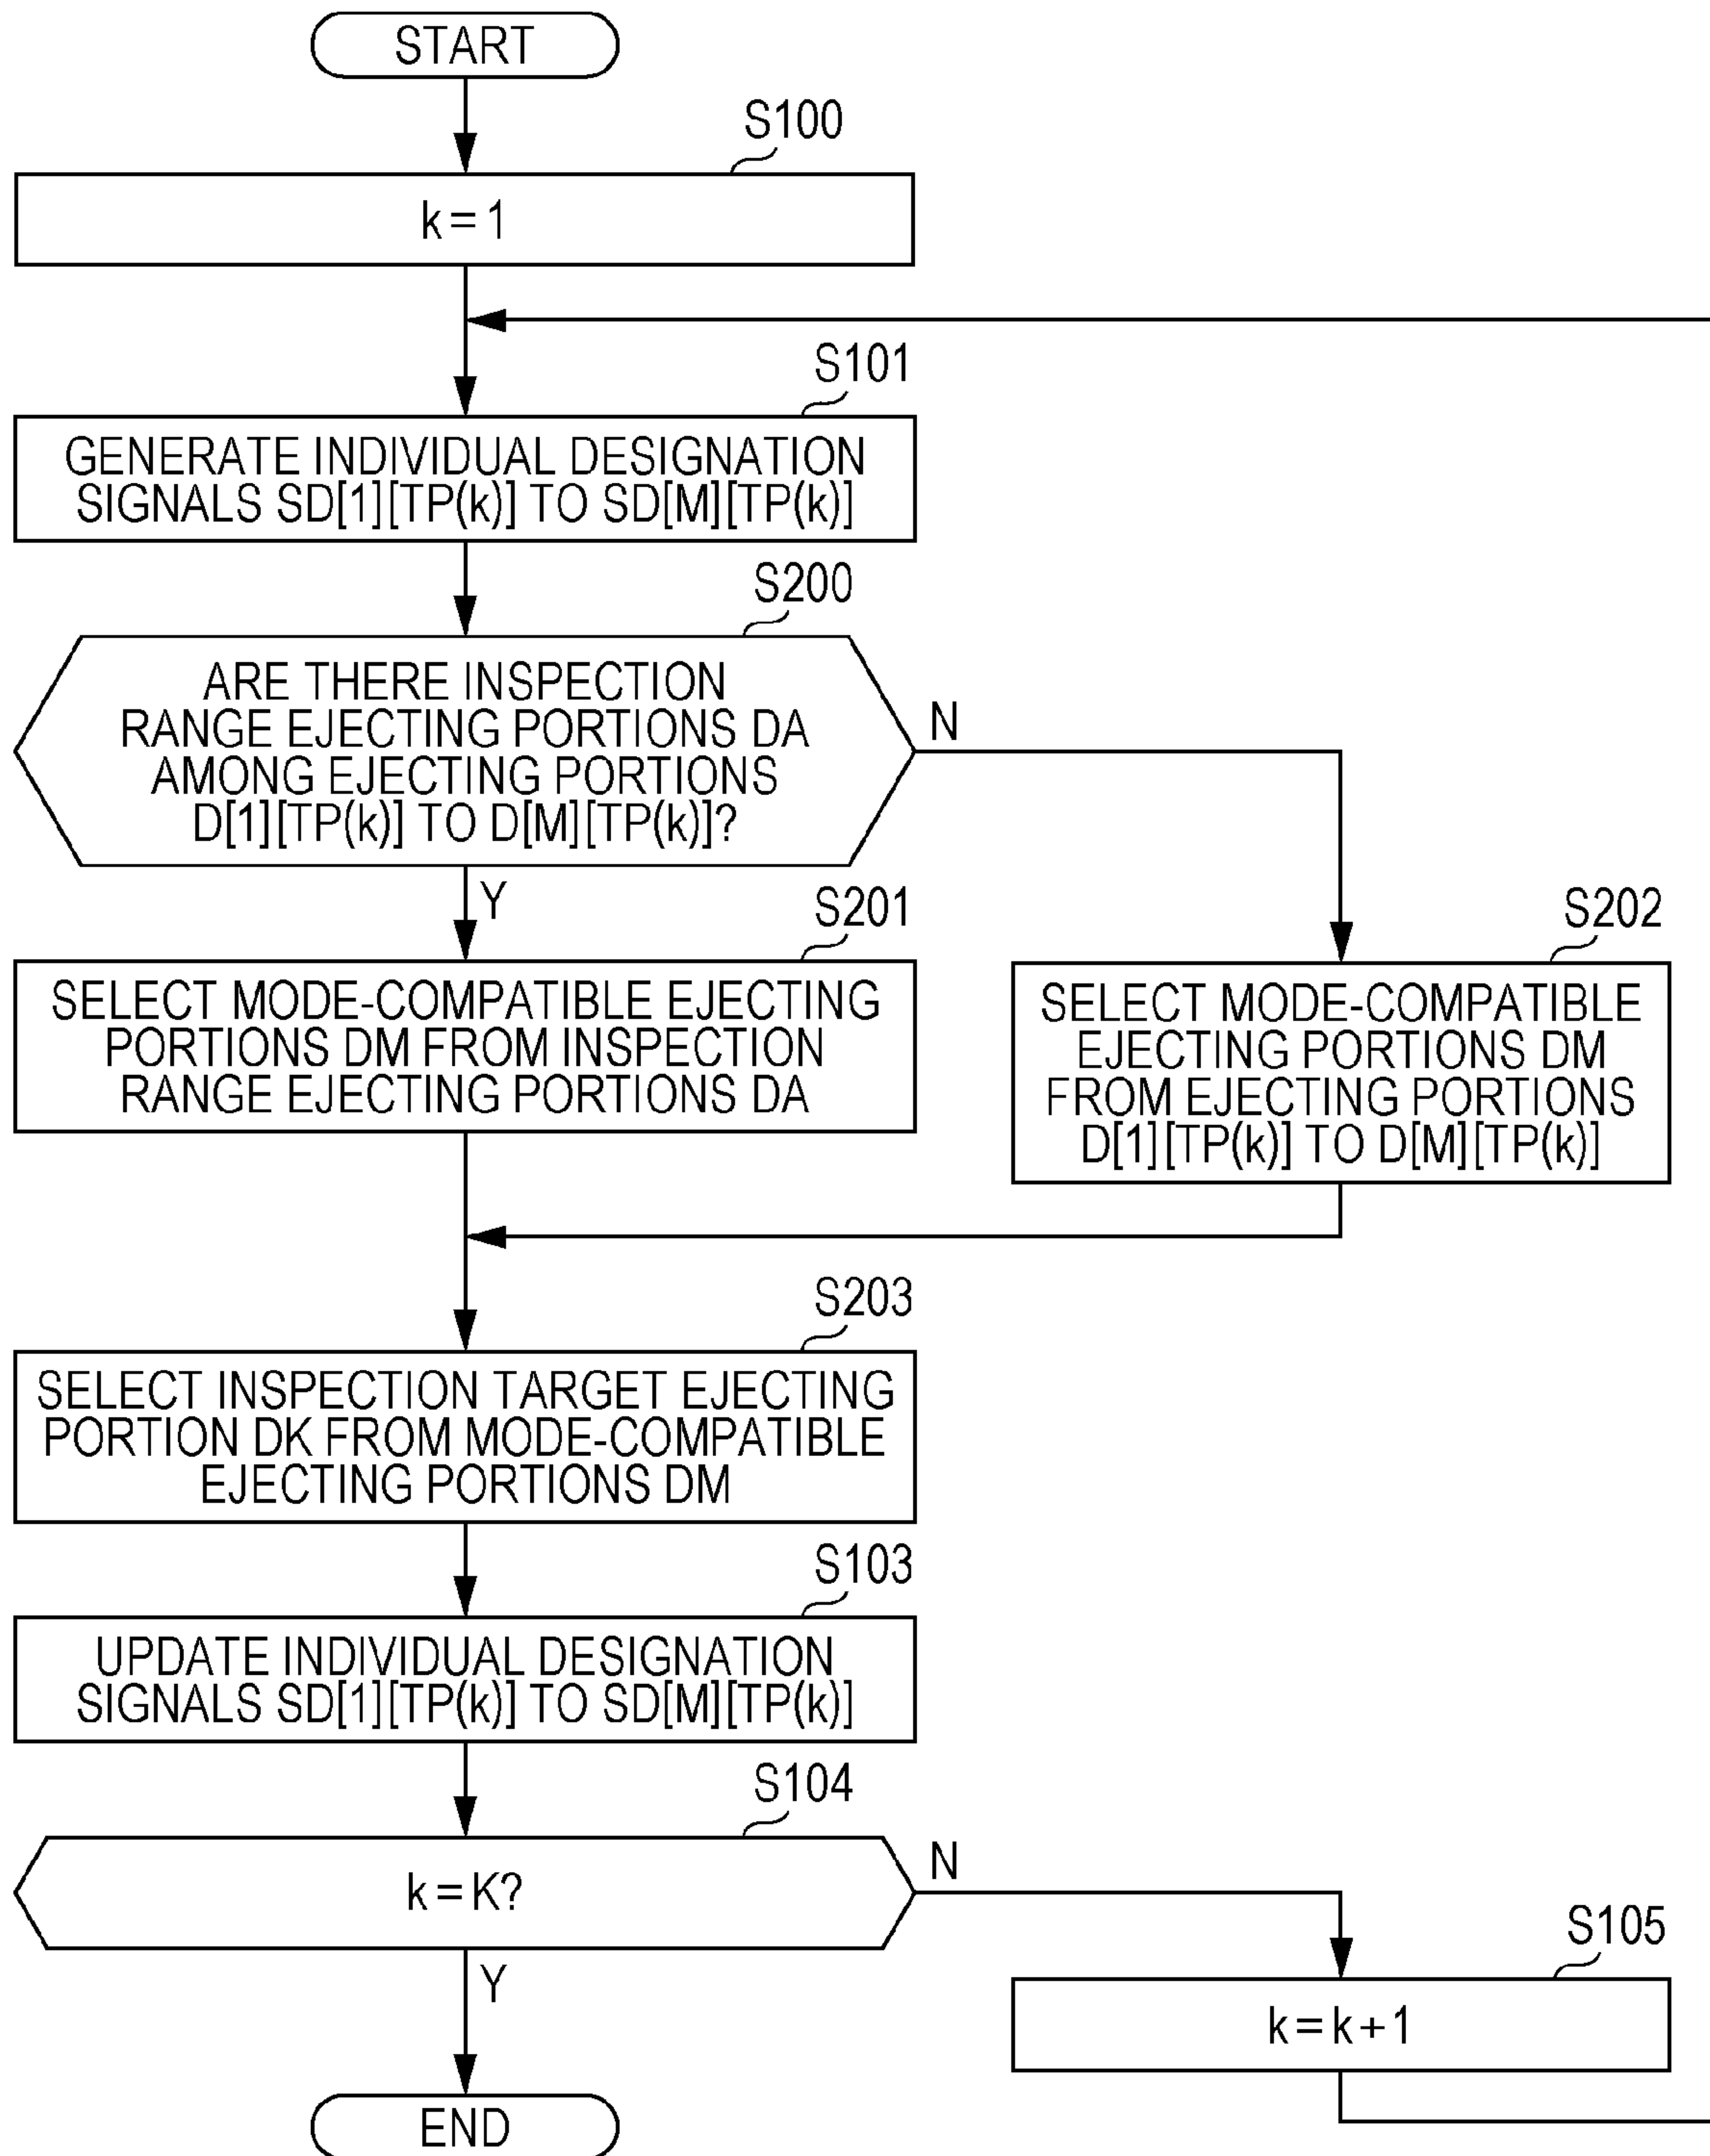 START
S100
k=1
S101
GENERATE INDIVIDUAL DESIGNATION
SIGNALS SD[1][TP(k)] TO SD[M][TP(k)]
S200
ARE THERE INSPECTION
RANGE EJECTING PORTIONS DA
AMONG EJECTING PORTIONS
D[1][TP(k)] TO D[M][TP(k)]?
N
Y
S201
SELECT MODE-COMPATIBLE EJECTING
PORTIONS DM FROM INSPECTION
RANGE EJECTING PORTIONS DA
S202
SELECT MODE-COMPATIBLE
EJECTING PORTIONS DM
FROM EJECTING PORTIONS
D[1][TP(k)] TO D[M][TP(k)]
S203
SELECT INSPECTION TARGET EJECTING
PORTION DK FROM MODE-COMPATIBLE
EJECTING PORTIONS DM
S103
UPDATE INDIVIDUAL DESIGNATION
SIGNALS SD[1][TP(k)] TO SD[M][TP(k)]
S104
k=K?
N
Y
S105
k=k+1
END